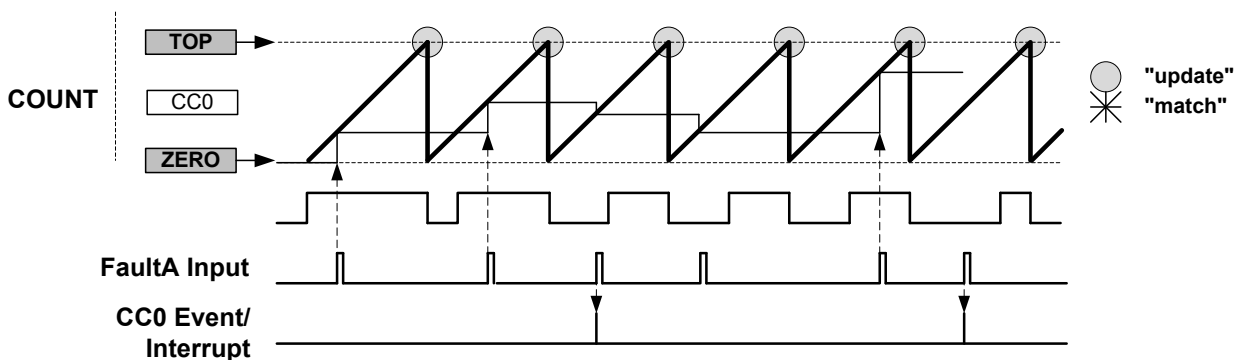 TOP
"update"
COUNT
CC0
"match"
ZERO
FaultA Input
CC0 Event/
Interrupt